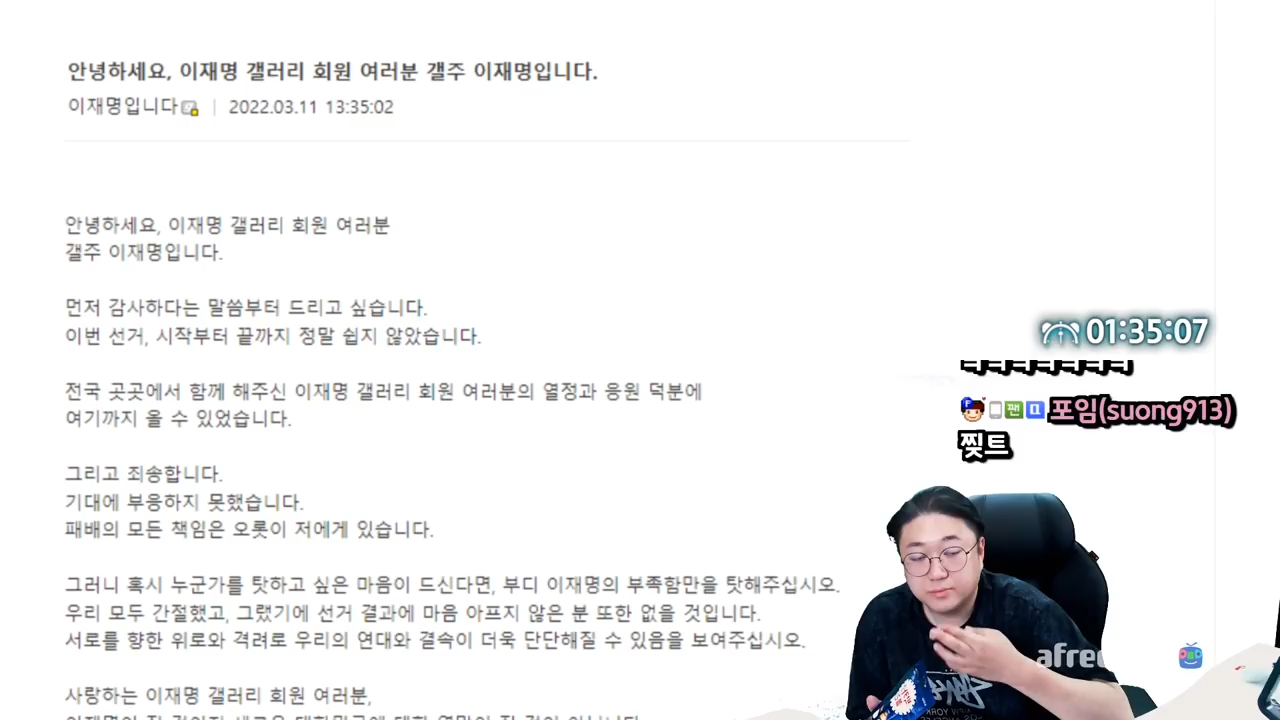 안녕하세요, 이재명 갤러리 회원 여러분 갤주 이재명입니다.
이재명입니다 | 2022.03.11 13:35:02
안녕하세요, 이재명 갤러리 회원 여러분
갤주 이재명입니다.
먼저 감사하다는 말씀부터 드리고 싶습니다.
이번 선거, 시작부터 끝까지 정말 쉽지 않았습니다.
전국 곳곳에서 함께 해주신 이재명 갤러리 회원 여러분의 열정과 응원 덕분에
여기까지 올 수 있었습니다.
그리고 죄송합니다.
기대에 부응하지 못했습니다.
패배의 모든 책임은 오롯이 저에게 있습니다.
그러니 혹시 누군가를 탓하고 싶은 마음이 드신다면, 부디 이재명의 부족함만을 탓해주십시오.
우리 모두 간절했고, 그랬기에 선거 결과에 마음 아프지 않은 분 또한 없을 것입니다.
서로를 향한 위로와 격려로 우리의 연대와 결속이 더욱 단단해질 수 있음을 보여주십시오.
사랑하는 이재명 갤러리 회원 여러분,
01:35:07
팬
포임(suong913)
찢트